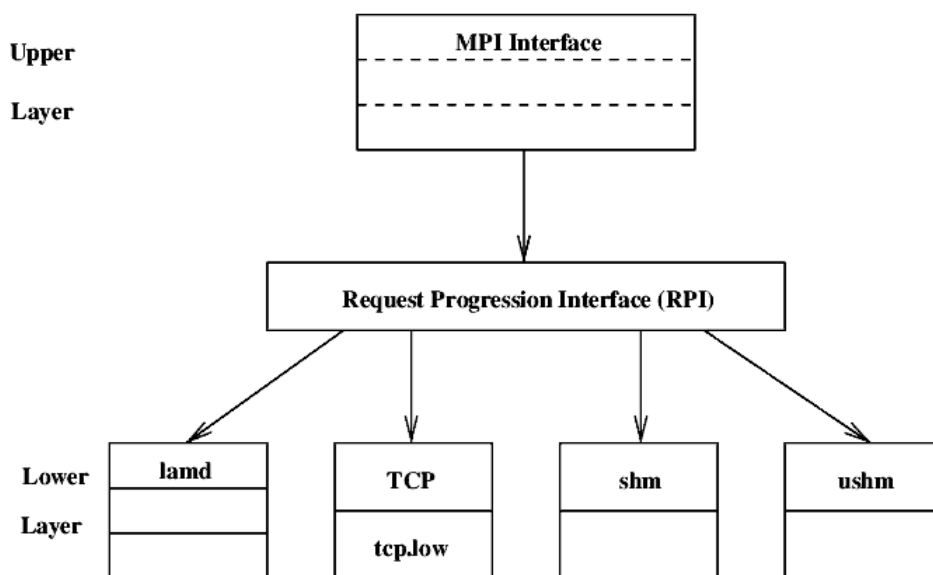 MPI Interface
Upper
Layer
Request Progression Interface (RPI)
Lower
Layer
lamd
TCP
tcp.low
shm
ushm